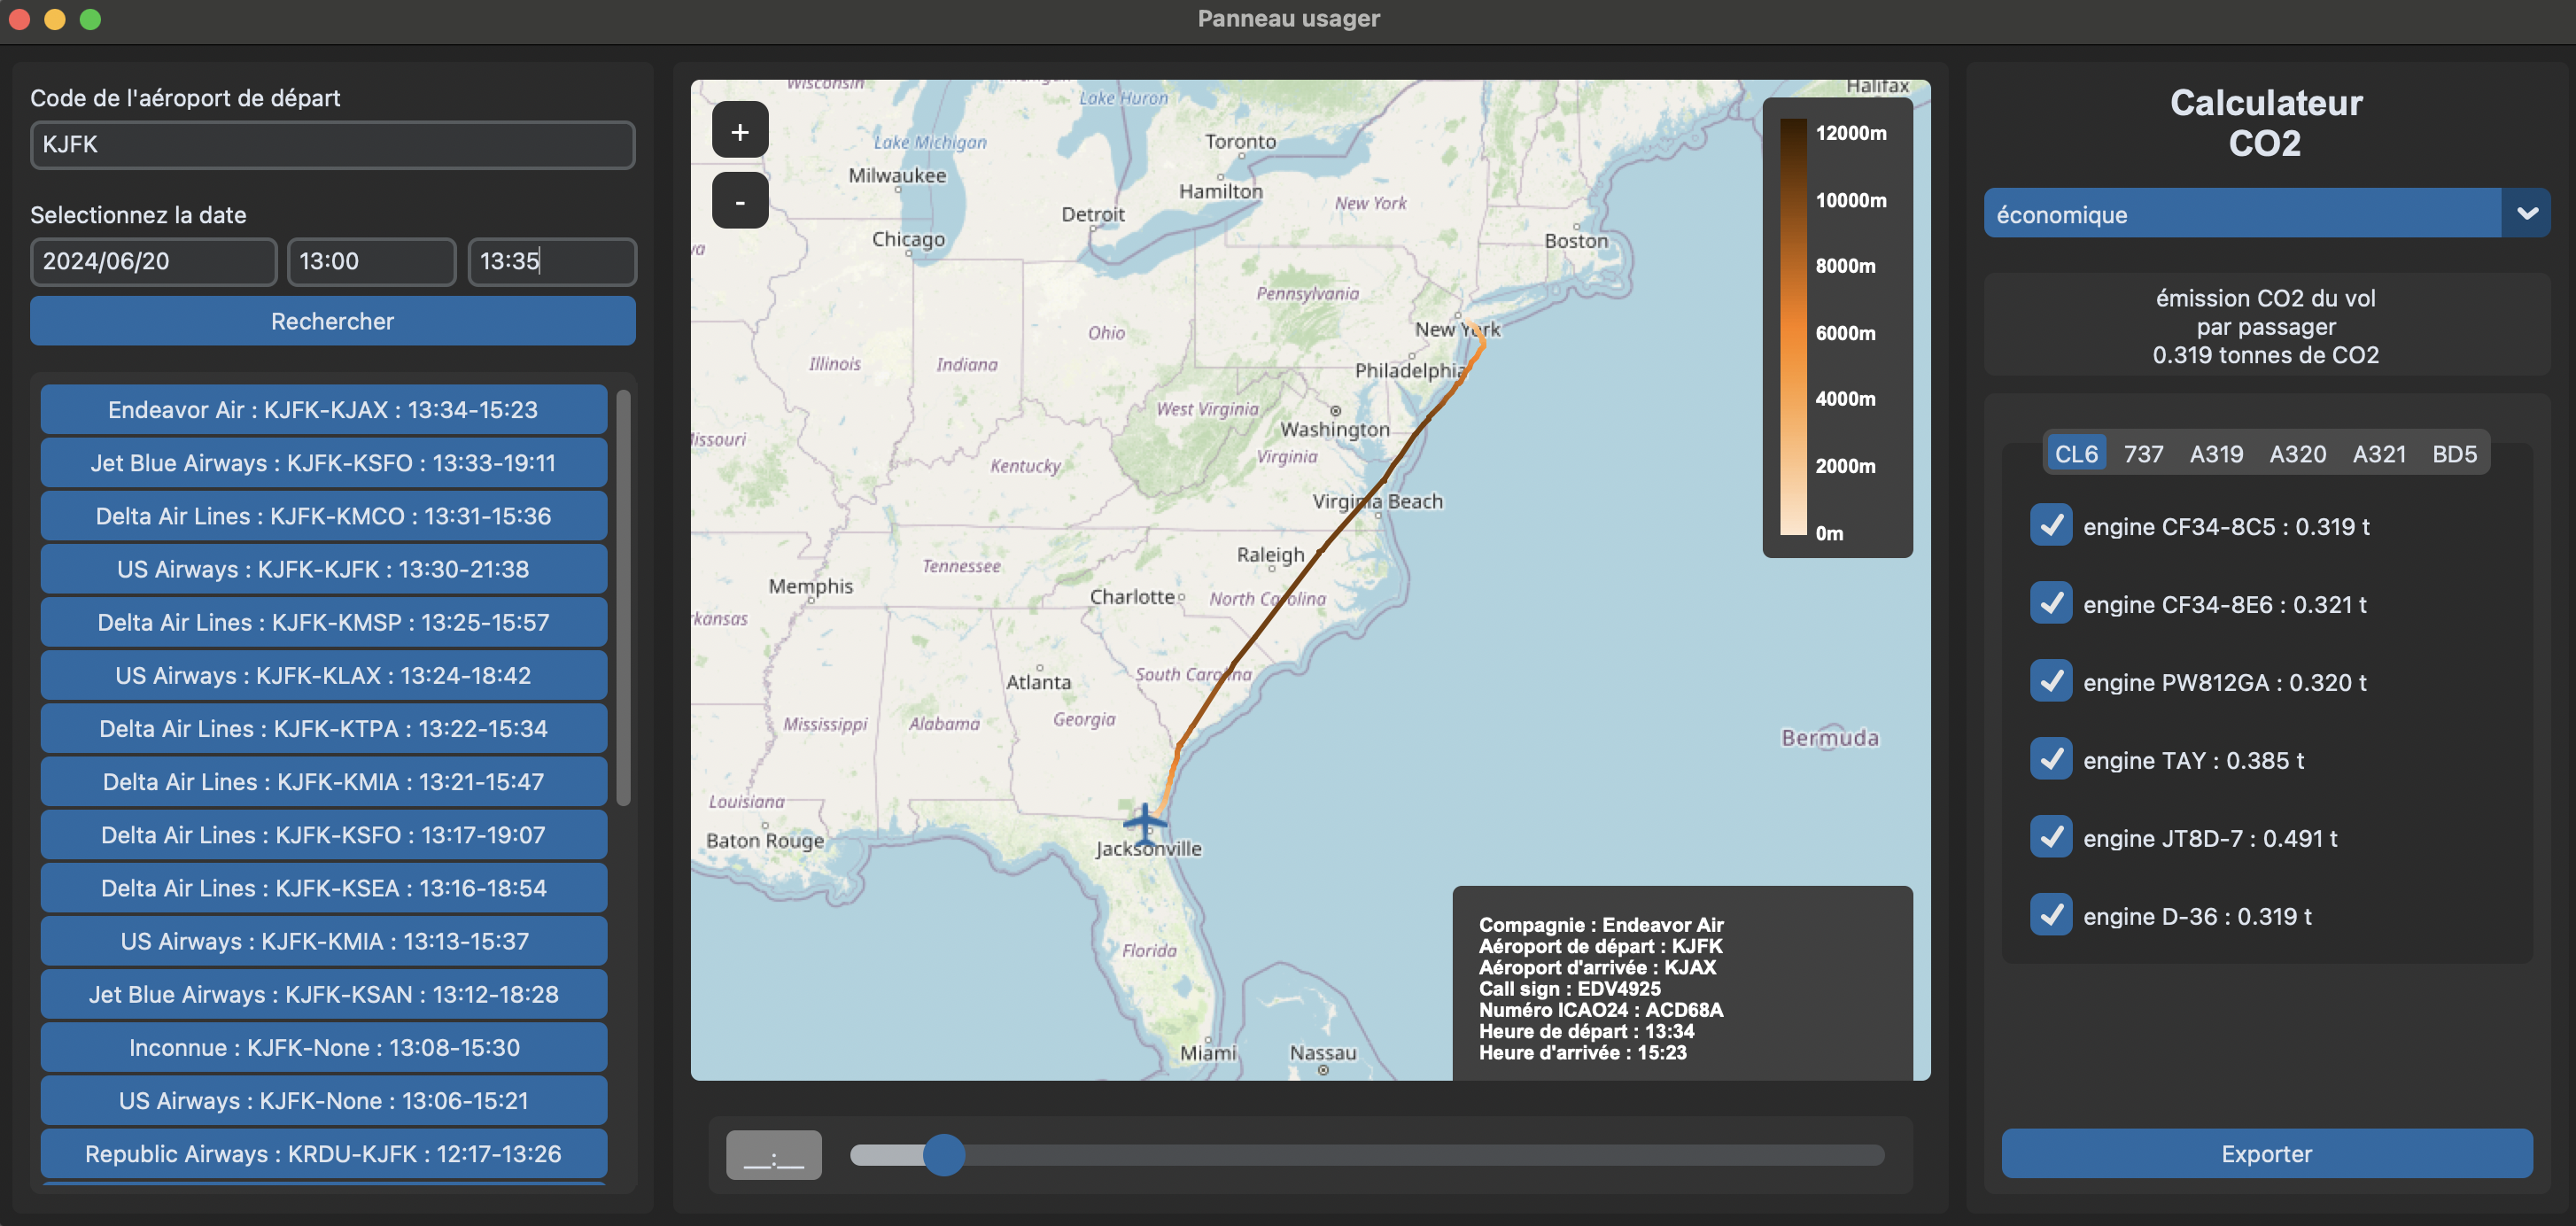 Panneau usager
Code de l'aéroport de départ
KJFK
Selectionnez la date
2024/06/20
13:00
13:35
Rechercher
Endeavor Air : KJFK-KJAX : 13:34-15:23
Jet Blue Airways : KJFK-KSFO : 13:33-19:11
Delta Air Lines : KJFK-KMCO : 13:31-15:36
US Airways : KJFK-KJFK : 13:30-21:38
Delta Air Lines : KJFK-KMSP : 13:25-15:57
US Airways : KJFK-KLAX : 13:24-18:42
Delta Air Lines : KJFK-KTPA : 13:22-15:34
Delta Air Lines : KJFK-KMIA : 13:21-15:47
Delta Air Lines : KJFK-KSFO : 13:17-19:07
Delta Air Lines : KJFK-KSEA : 13:16-18:54
US Airways : KJFK-KMIA : 13:13-15:37
Jet Blue Airways : KJFK-KSAN : 13:12-18:28
Inconnue : KJFK-None : 13:08-15:30
US Airways : KJFK-None : 13:06-15:21
Republic Airways : KRDU-KJFK : 12:17-13:26
+
-
Wisconsin
Lake Huron
Halifax
Lake Michigan
Toronto
Milwaukee
Hamilton
New York
Detroit
Chicago
Boston
Pennsylvania
New York
Ohio
Illinois
Indiana
Philadelphia
West Virginia
Washington
Virginia
Kentucky
Virginia Beach
Raleigh
Tennessee
Memphis
Charlotte
North Carolina
South Carolina
Atlanta
Georgia
Mississippi
Alabama
Bermuda
Louisiana
Baton Rouge
Jacksonville
Florida
Miami
Nassau
12000m
10000m
8000m
6000m
4000m
2000m
0m
Compagnie : Endeavor Air
Aéroport de départ : KJFK
Aéroport d'arrivée : KJAX
Call sign : EDV4925
Numéro ICAO24 : ACD68A
Heure de départ : 13:34
Heure d'arrivée : 15:23
__:__
Calculateur
CO2
économique
émission CO2 du vol
par passager
0.319 tonnes de CO2
CL6 737 A319 A320 A321 BD5
engine CF34-8C5 : 0.319 t
engine CF34-8E6 : 0.321 t
engine PW812GA : 0.320 t
engine TAY : 0.385 t
engine JT8D-7 : 0.491 t
engine D-36 : 0.319 t
Exporter